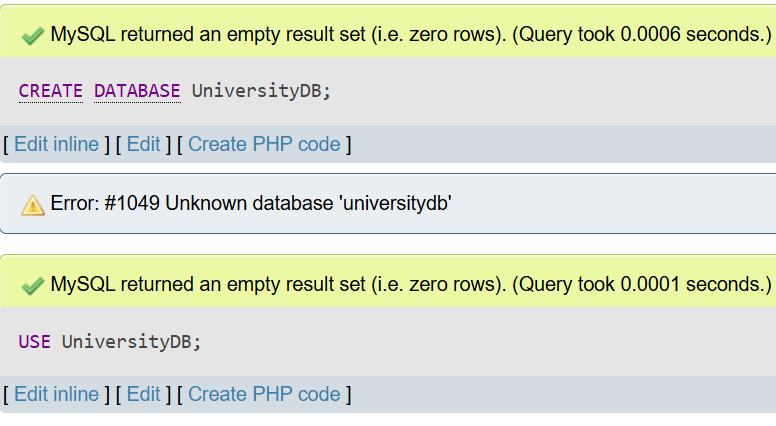 MySQL returned an empty result set (i.e. zero rows). (Query took 0.0006 seconds.)
CREATE DATABASE UniversityDB;
[ Edit inline ] [ Edit ] [ Create PHP code ]
Error: #1049 Unknown database 'universitydb'
MySQL returned an empty result set (i.e. zero rows). (Query took 0.0001 seconds.)
USE UniversityDB;
[ Edit inline ] [ Edit ] [ Create PHP code ]